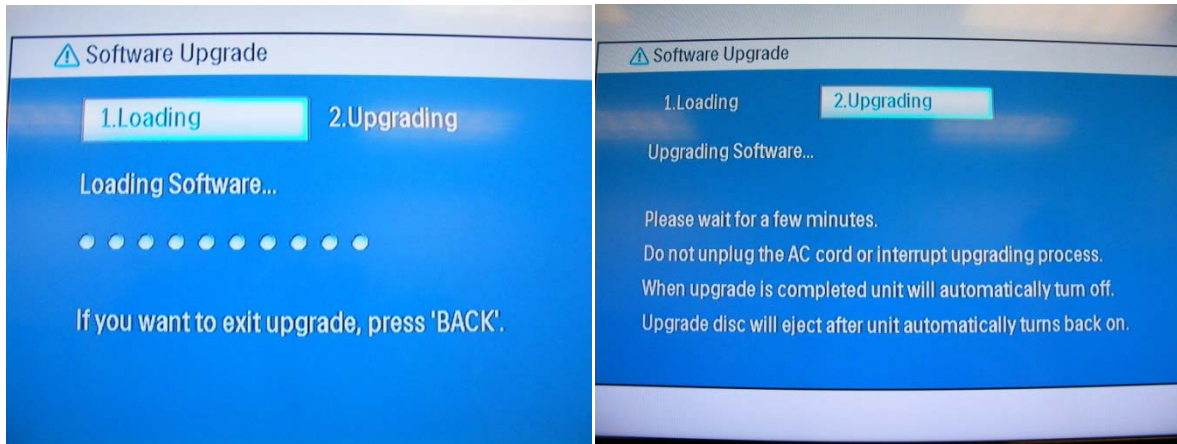 Software Upgrade
1.Loading 2.Upgrading
Loading Software...
If you want to exit upgrade, press 'BACK'.
Software Upgrade
1.Loading 2.Upgrading
Upgrading Software...
Please wait for a few minutes.
Do not unplug the AC cord or interrupt upgrading process.
When upgrade is completed unit will automatically turn off.
Upgrade disc will eject after unit automatically turns back on.